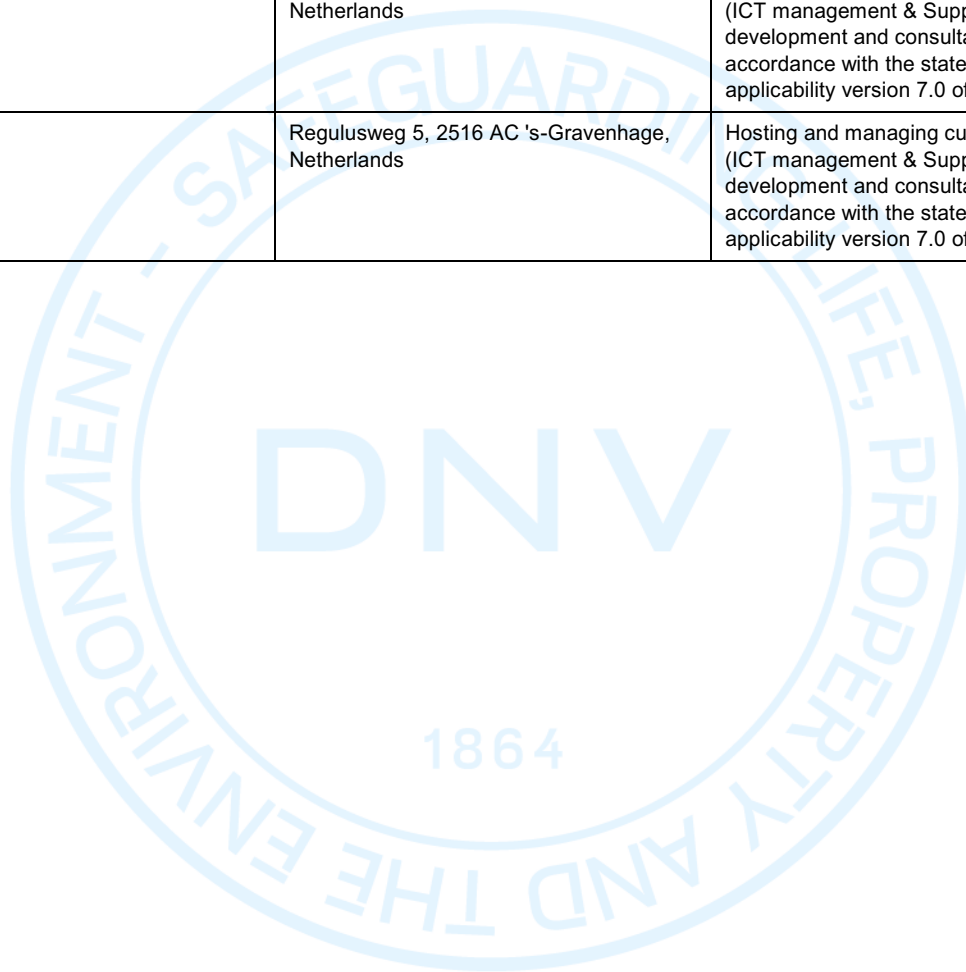 Netherlands
(ICT management & Supp
development and consulta
accordance with the state
applicability version 7.0 of
Regulusweg 5, 2516 AC 's-Gravenhage,
Netherlands
Hosting and managing cu
(ICT management & Supp
development and consulta
accordance with the state
applicability version 7.0 of
SAFEGUARDING LIFE, PROPERTY AND THE ENVIRONMENT -
DNV
1864